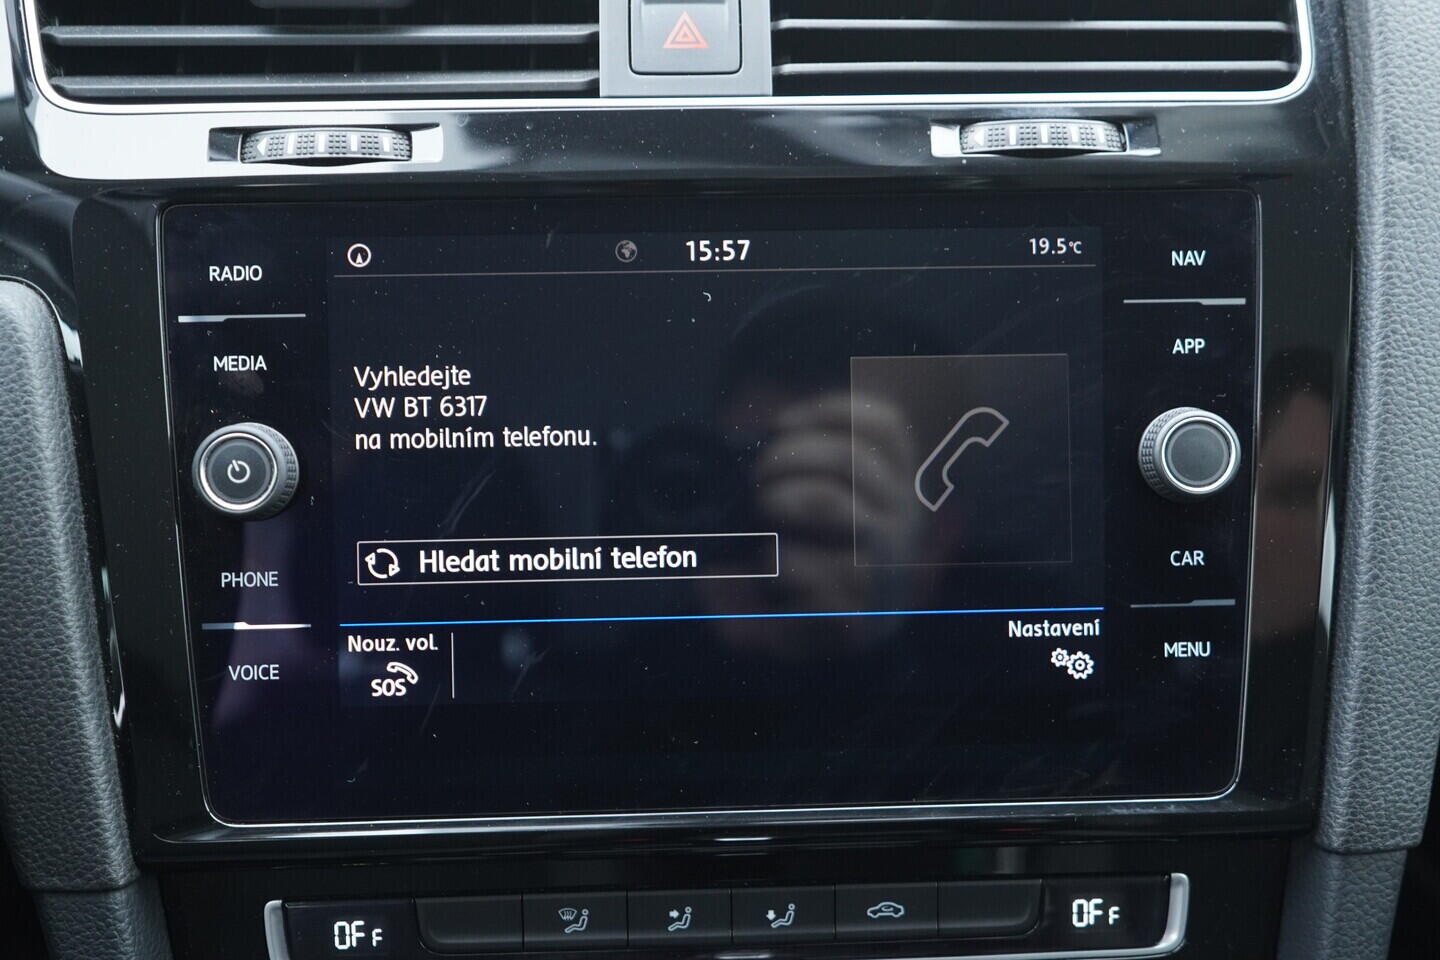 15:57
19.5°C
RADIO
MEDIA
PHONE
VOICE
Vyhledejte
VW BT 6317
na mobilním telefonu.
Hledat mobilní telefon
Nouz. vol.
SOS
Nastavení
NAV
APP
CAR
MENU
OFF
OFF